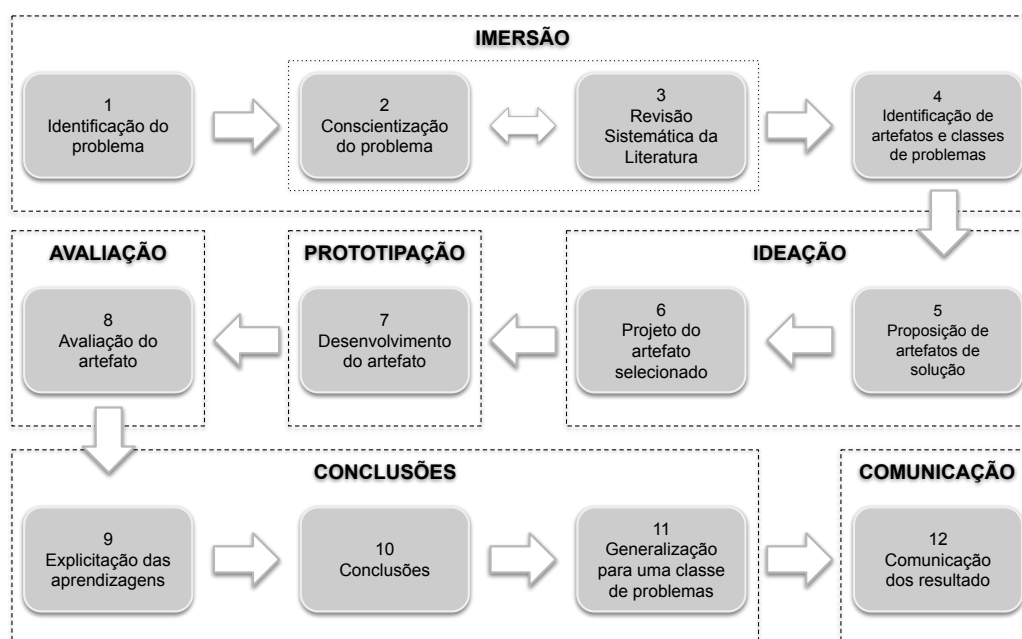 IMERSÃO
1
Identificação do
problema
2
Conscientização
do problema
3
Revisão
Sistemática da
Literatura
4
Identificação de
artefatos e classes
de problemas
AVALIAÇÃO
8
Avaliação do
artefato
PROTOTIPAÇÃO
7
Desenvolvimento
do artefato
IDEAÇÃO
6
Projeto do
artefato
selecionado
5
Proposição de
artefatos de
solução
CONCLUSÕES
9
Explicitação das
aprendizagens
10
Conclusões
11
Generalização
para uma classe
de problemas
COMUNICAÇÃO
12
Comunicação
dos resultado